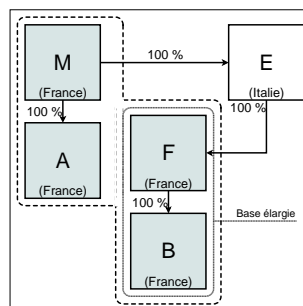 M
(France)
100 %
E
(Italie)
100 %
100 %
A
(France)
F
(France)
100 %
B
(France)
Base élargie